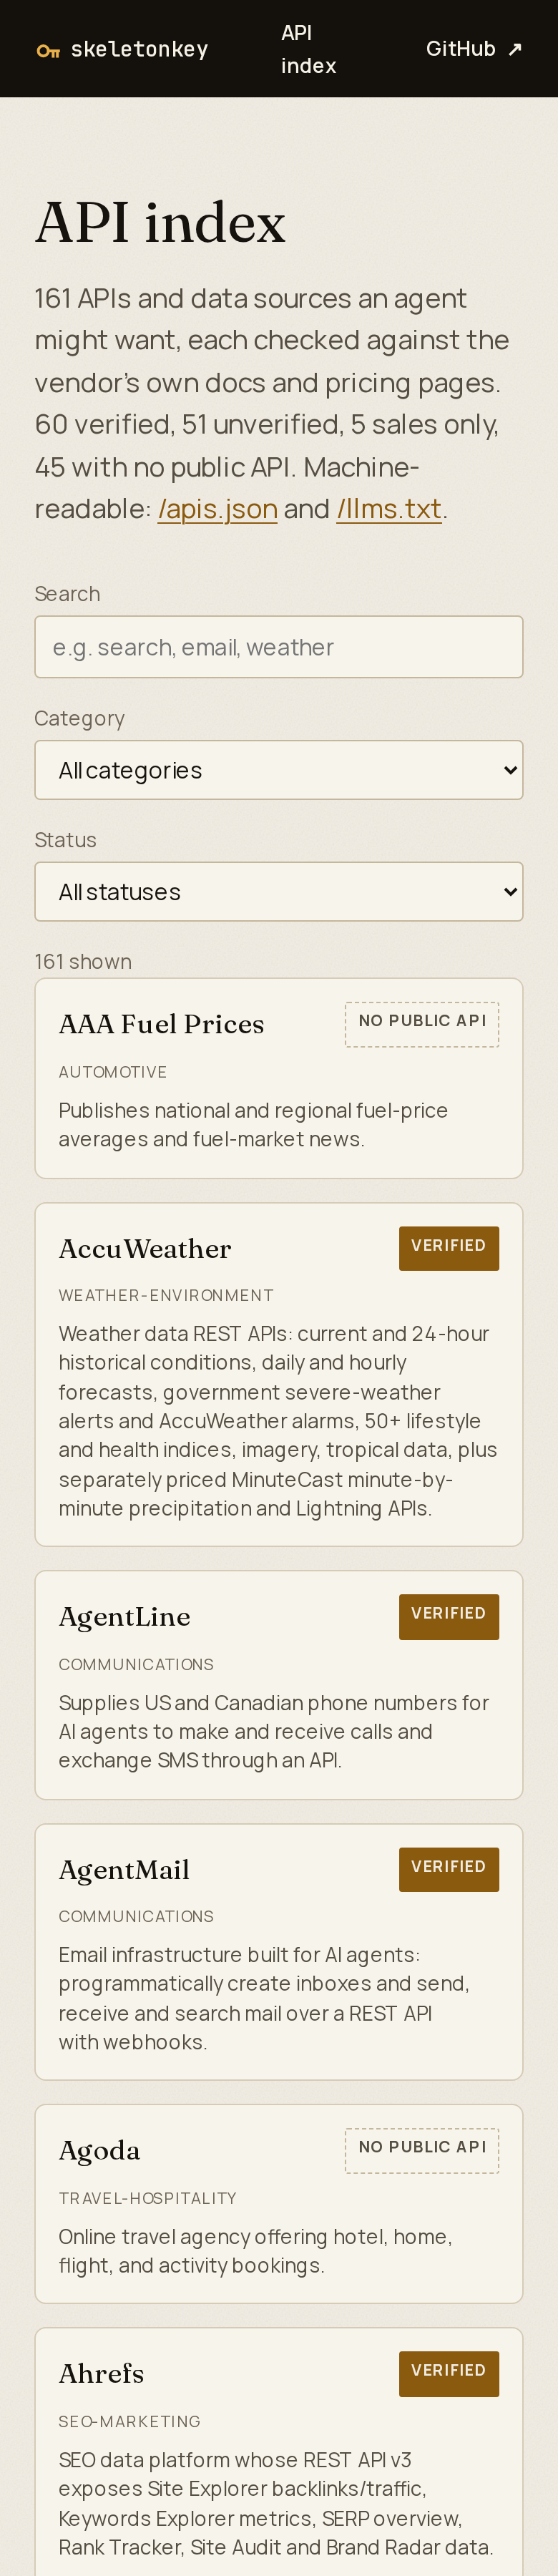 skeletonkey
API
index
GitHub ↗
API index
161 APIs and data sources an agent
might want, each checked against the
vendor’s own docs and pricing pages.
60 verified, 51 unverified, 5 sales only,
45 with no public API. Machine-
readable: /apis.json and /llms.txt.
Search
e.g. search, email, weather
Category
All categories
Status
All statuses
161 shown
AAA Fuel Prices
NO PUBLIC API
AUTOMOTIVE
Publishes national and regional fuel-price
averages and fuel-market news.
AccuWeather
VERIFIED
WEATHER-ENVIRONMENT
Weather data REST APIs: current and 24-hour
historical conditions, daily and hourly
forecasts, government severe-weather
alerts and AccuWeather alarms, 50+ lifestyle
and health indices, imagery, tropical data, plus
separately priced MinuteCast minute-by-
minute precipitation and Lightning APIs.
AgentLine
VERIFIED
COMMUNICATIONS
Supplies US and Canadian phone numbers for
AI agents to make and receive calls and
exchange SMS through an API.
AgentMail
VERIFIED
COMMUNICATIONS
Email infrastructure built for AI agents:
programmatically create inboxes and send,
receive and search mail over a REST API
with webhooks.
Agoda
NO PUBLIC API
TRAVEL-HOSPITALITY
Online travel agency offering hotel, home,
flight, and activity bookings.
Ahrefs
VERIFIED
SEO-MARKETING
SEO data platform whose REST API v3
exposes Site Explorer backlinks/traffic,
Keywords Explorer metrics, SERP overview,
Rank Tracker, Site Audit and Brand Radar data.